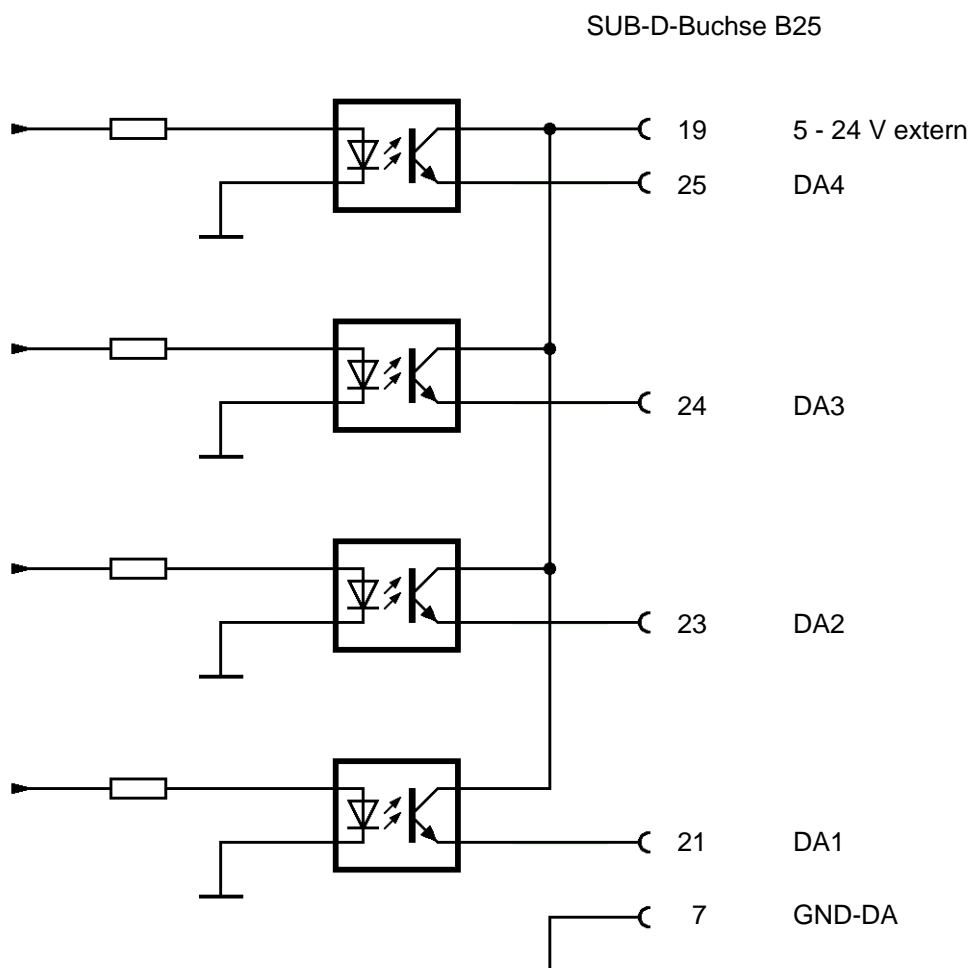 SUB-D-Buchse B25
19 5 - 24 V extern
25 DA4
24 DA3
23 DA2
21 DA1
7 GND-DA